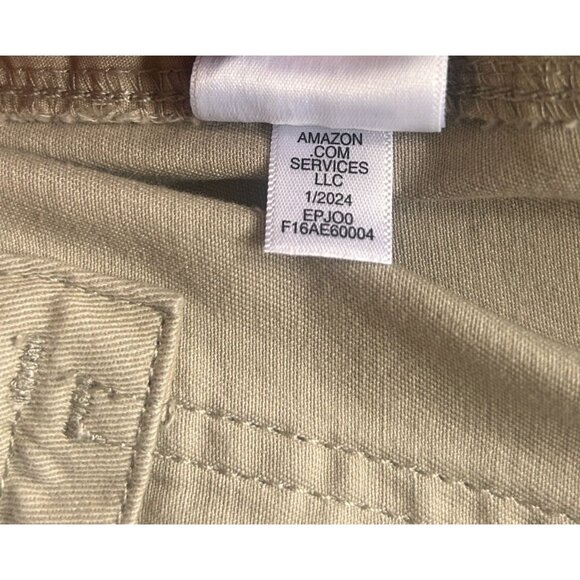 AMAZON
.COM
SERVICES
LLC
1/2024
EPJO0
F16AE60004